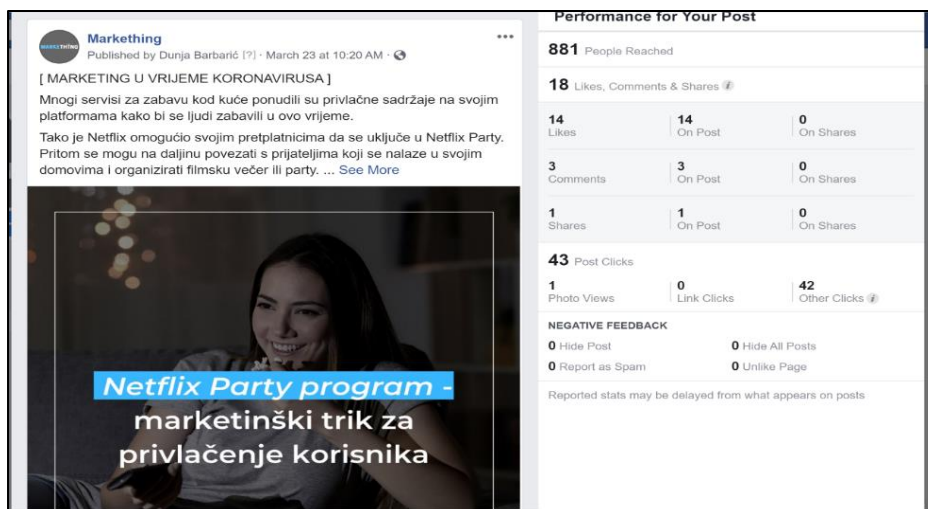 Markething
Published by Dunja Barbarić [?] · March 23 at 10:20 AM ·
[ MARKETING U VRIJEME KORONAVIRUSA ]
Mnogi servisi za zabavu kod kuće ponudili su privlačne sadržaje na svojim
platformama kako bi se ljudi zabavili u ovo vrijeme.
Tako je Netflix omogućio svojim pretplatnicima da se uključe u Netflix Party.
Pritom se mogu na daljinu povezati s prijateljima koji se nalaze u svojim
domovima i organizirati filmsku večer ili party. ... See More
Netflix Party program -
marketinški trik za
privlačenje korisnika
Performance for Your Post
881 People Reached
18 Likes, Comments & Shares
14 14 0
Likes On Post On Shares
3 3 0
Comments On Post On Shares
1 1 0
Shares On Post On Shares
43 Post Clicks
1 0 42
Photo Views Link Clicks Other Clicks
NEGATIVE FEEDBACK
0 Hide Post 0 Hide All Posts
0 Report as Spam 0 Unlike Page
Reported stats may be delayed from what appears on posts